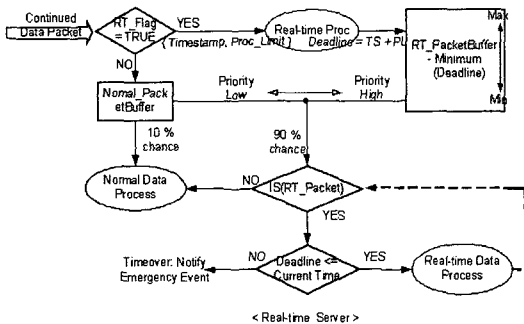 Continued
Data Packet
RT_Flag
= TRUE
YES
{Timestamp, Proc_Limit}
Real-time Proc
Deadline = TS + PL
RT_PacketBuffer
- Minimum
(Deadline)
Max
Min
NO
Normal_Pack
etBuffer
Priority
Low
Priority
High
10 %
chance
90 %
chance
Normal Data
Process
NO
IS(RT_Packet)
YES
Timeover: Notify
Emergency Event
NO
Deadline <=
Current Time
YES
Real-time Data
Process
< Real-time Server >